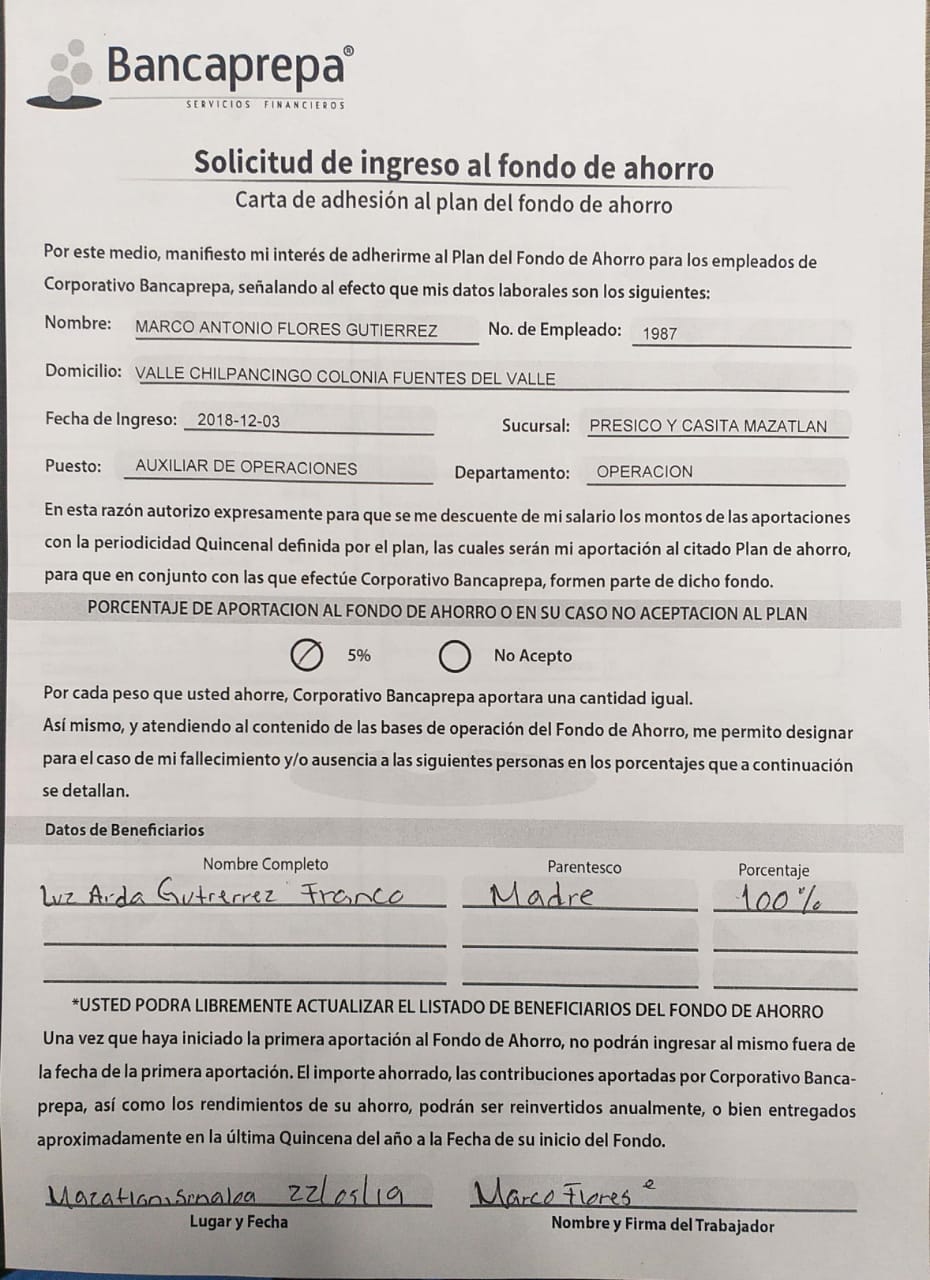 Bancaprepa®
SERVICIOS FINANCIEROS
Solicitud de ingreso al fondo de ahorro
Carta de adhesión al plan del fondo de ahorro
Por este medio, manifiesto mi interés de adherirme al Plan del Fondo de Ahorro para los empleados de
Corporativo Bancaprepa, señalando al efecto que mis datos laborales son los siguientes:
Nombre: MARCO ANTONIO FLORES GUTIERREZ No. de Empleado: 1987
Domicilio: VALLE CHILPANCINGO COLONIA FUENTES DEL VALLE
Fecha de Ingreso: 2018-12-03 Sucursal: PRESICO Y CASITA MAZATLAN
Puesto: AUXILIAR DE OPERACIONES Departamento: OPERACION
En esta razón autorizo expresamente para que se me descuente de mi salario los montos de las aportaciones
con la periodicidad Quincenal definida por el plan, las cuales serán mi aportación al citado Plan de ahorro,
para que en conjunto con las que efectúe Corporativo Bancaprepa, formen parte de dicho fondo.
PORCENTAJE DE APORTACION AL FONDO DE AHORRO O EN SU CASO NO ACEPTACION AL PLAN
5% No Acepto
Por cada peso que usted ahorre, Corporativo Bancaprepa aportara una cantidad igual.
Así mismo, y atendiendo al contenido de las bases de operación del Fondo de Ahorro, me permito designar
para el caso de mi fallecimiento y/o ausencia a las siguientes personas en los porcentajes que a continuación
se detallan.
Datos de Beneficiarios
Nombre Completo Parentesco Porcentaje
Luz Aida Gutierrez Franco Madre 100%
*USTED PODRA LIBREMENTE ACTUALIZAR EL LISTADO DE BENEFICIARIOS DEL FONDO DE AHORRO
Una vez que haya iniciado la primera aportación al Fondo de Ahorro, no podrán ingresar al mismo fuera de
la fecha de la primera aportación. El importe ahorrado, las contribuciones aportadas por Corporativo Banca-
prepa, así como los rendimientos de su ahorro, podrán ser reinvertidos anualmente, o bien entregados
aproximadamente en la última Quincena del año a la Fecha de su inicio del Fondo.
Mazatlan, Sinaloa 22/05/19 Marco Flores
Lugar y Fecha Nombre y Firma del Trabajador